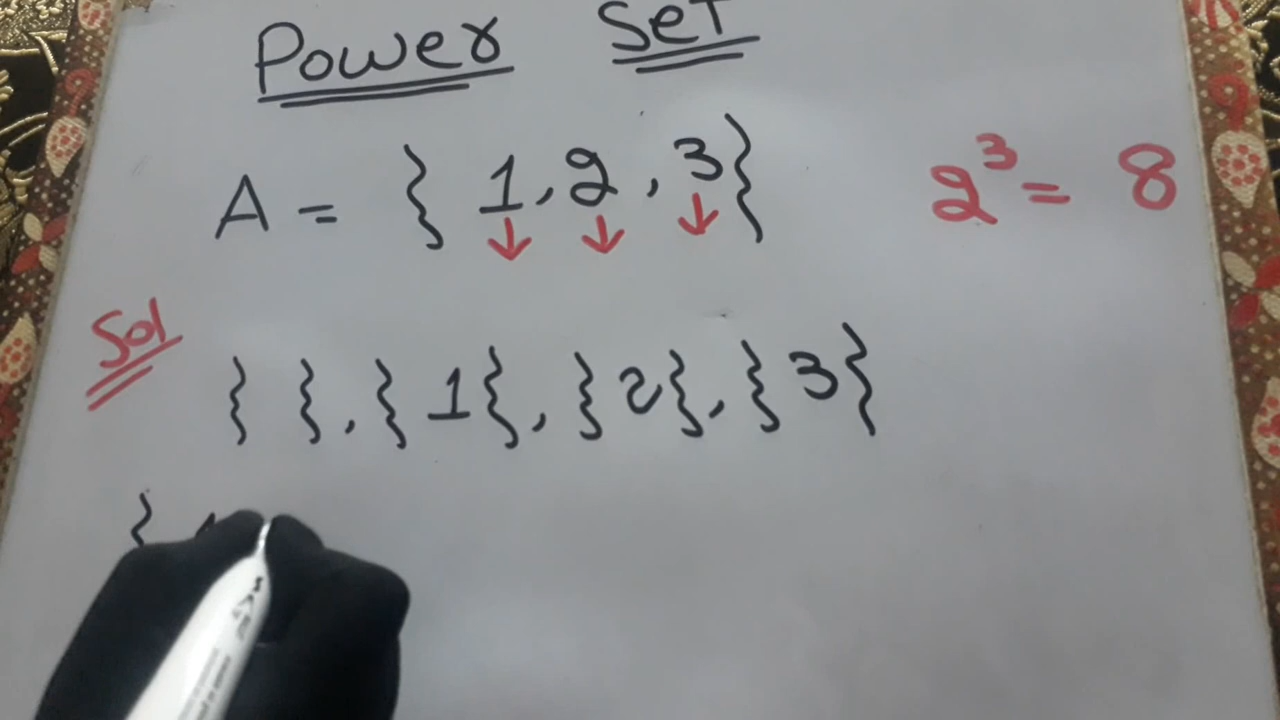 Power Set
A = { 1, 2, 3} 2³ = 8
Sol { }, {1}, {2}, {3}
{